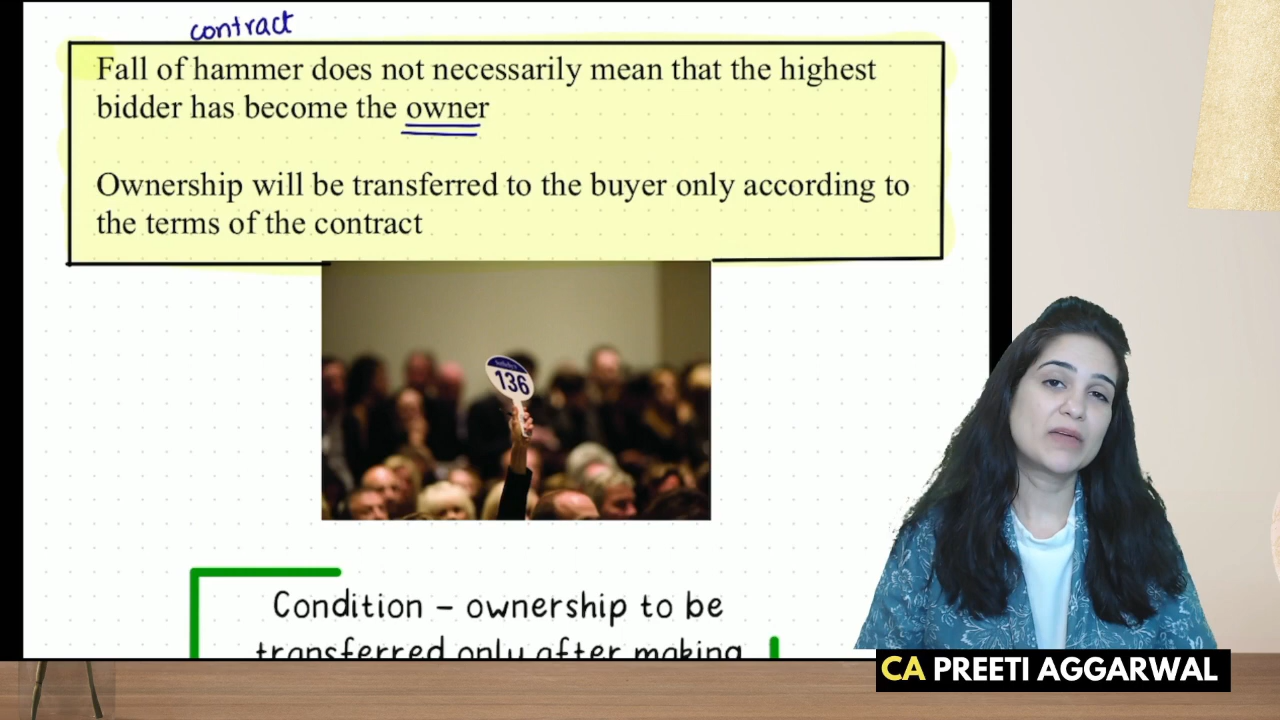 contract
Fall of hammer does not necessarily mean that the highest
bidder has become the owner
Ownership will be transferred to the buyer only according to
the terms of the contract
136
Condition – ownership to be
transferred only after making
CA PREETI AGGARWAL